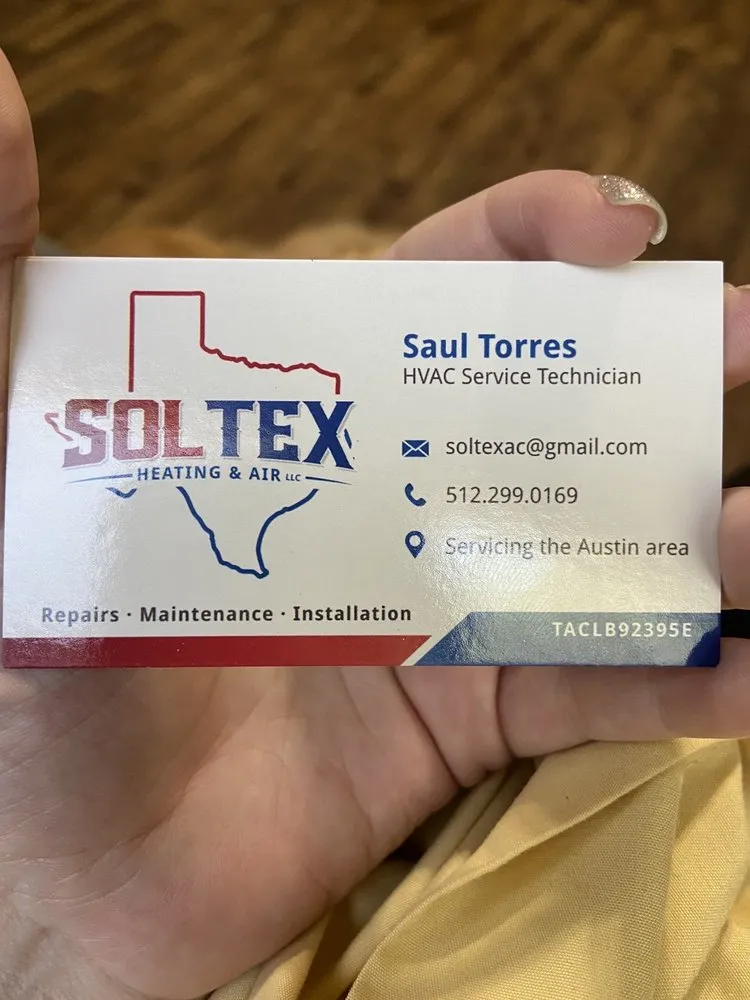 SOLTEX
HEATING & AIR LLC
Repairs · Maintenance · Installation
Saul Torres
HVAC Service Technician
soltexac@gmail.com
512.299.0169
Servicing the Austin area
TACLB92395E